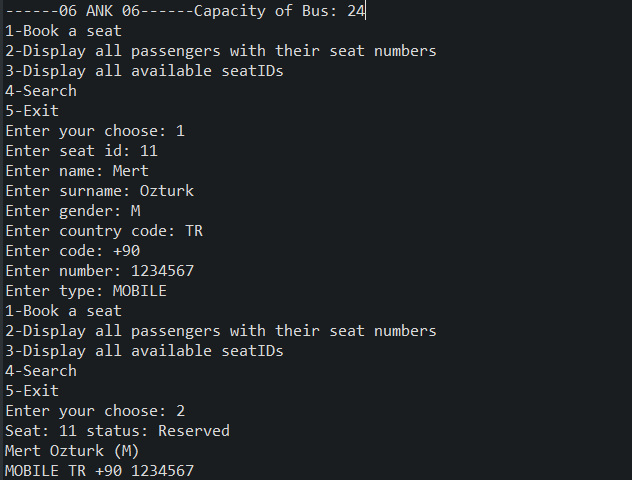 ------06 ANK 06------Capacity of Bus: 24
1-Book a seat
2-Display all passengers with their seat numbers
3-Display all available seatIDs
4-Search
5-Exit
Enter your choose: 1
Enter seat id: 11
Enter name: Mert
Enter surname: Ozturk
Enter gender: M
Enter country code: TR
Enter code: +90
Enter number: 1234567
Enter type: MOBILE
1-Book a seat
2-Display all passengers with their seat numbers
3-Display all available seatIDs
4-Search
5-Exit
Enter your choose: 2
Seat: 11 status: Reserved
Mert Ozturk (M)
MOBILE TR +90 1234567